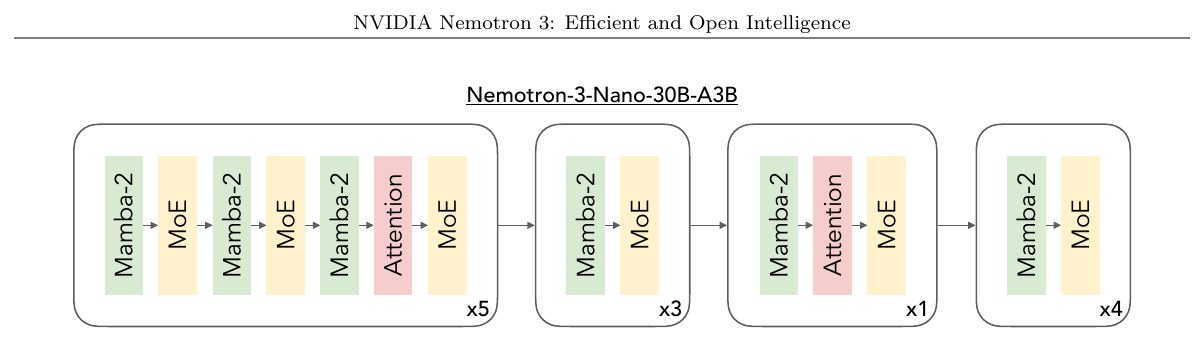 NVIDIA Nemotron 3: Efficient and Open Intelligence
Nemotron-3-Nano-30B-A3B
Mamba-2
MoE
Mamba-2
MoE
Mamba-2
Attention
MoE
x5
Mamba-2
MoE
x3
Mamba-2
Attention
MoE
x1
Mamba-2
MoE
x4